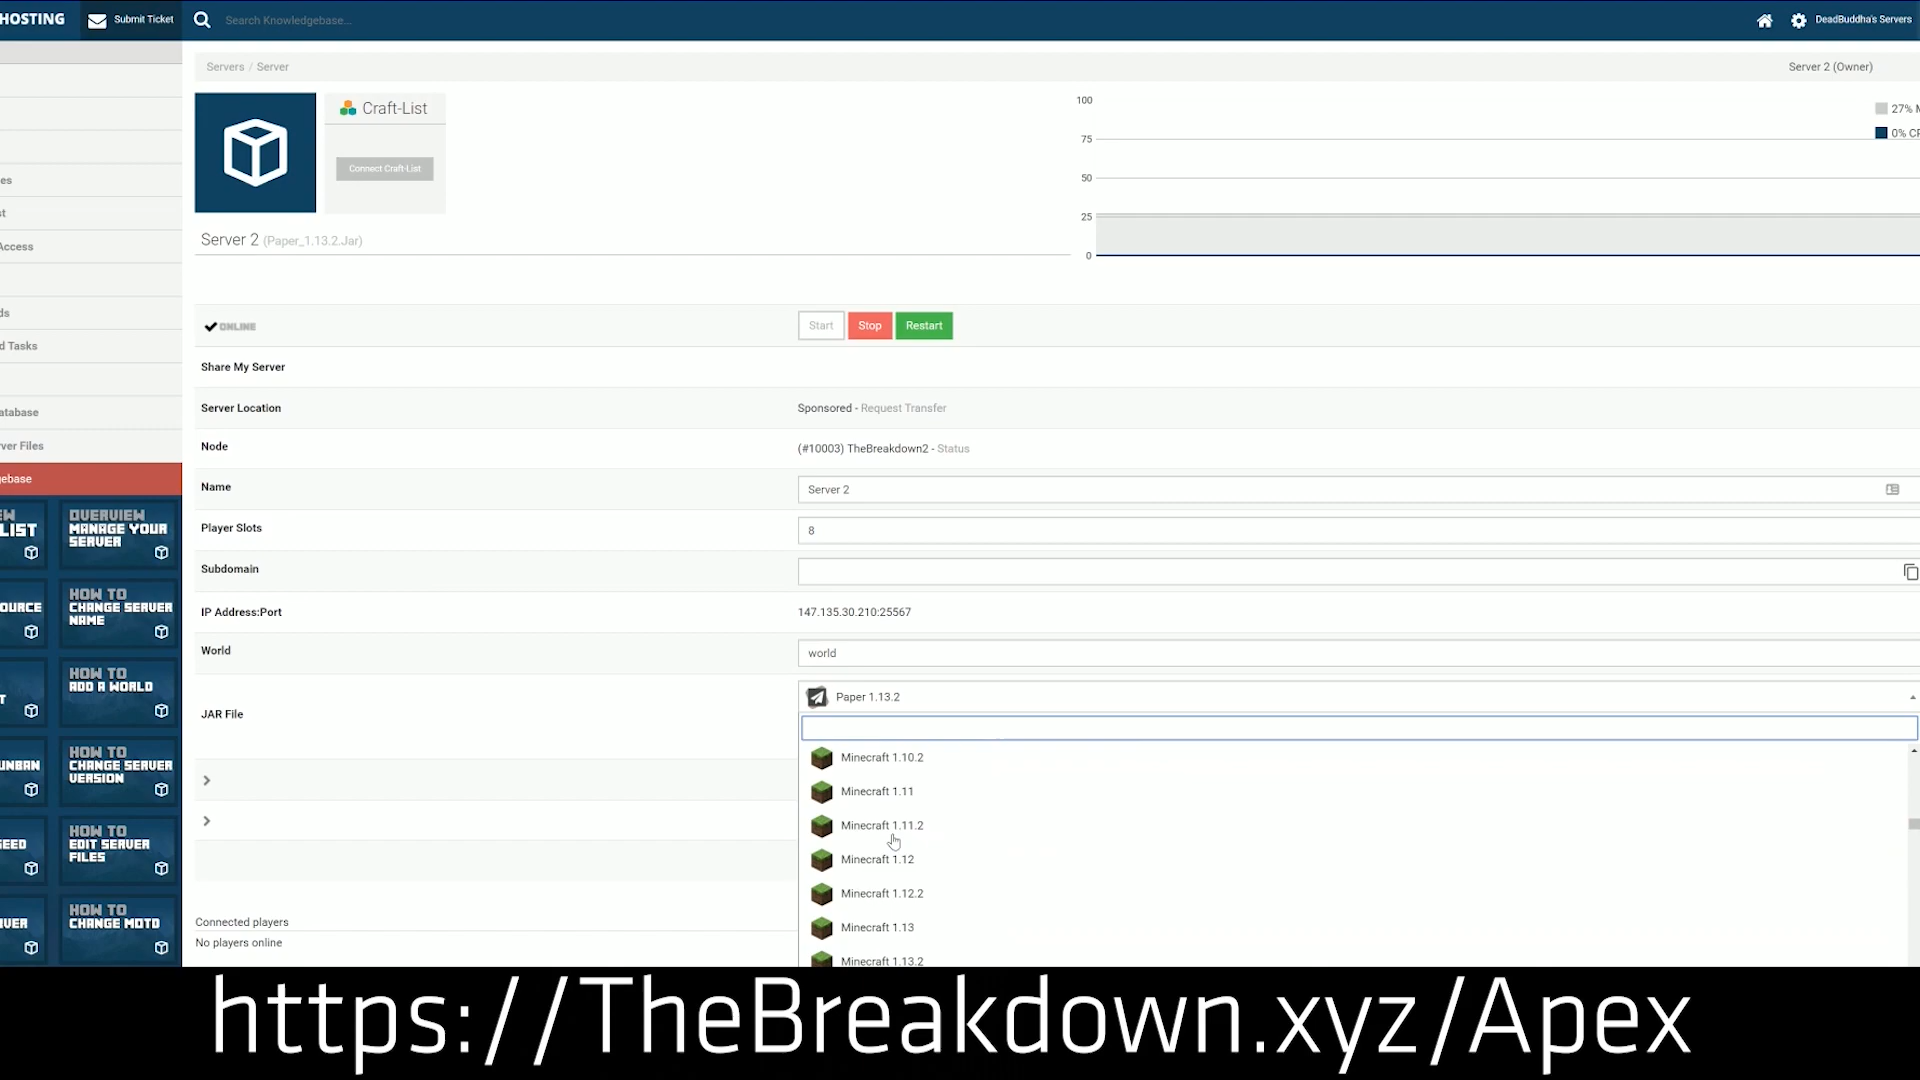 HOSTING
Submit Ticket
Search Knowledgebase...
DeadBuddha's Servers
Servers / Server
Server 2 (Owner)
Craft-List
Connect Craft-List
Server 2 (Paper_1.13.2.Jar)
100
75
50
25
0
27% M
0% CP
es
st
Access
ds
d Tasks
atabase
ver Files
gebase
ONLINE
Start
Stop
Restart
Share My Server
Server Location
Sponsored - Request Transfer
Node
(#10003) TheBreakdown2 - Status
Name
Server 2
Player Slots
8
Subdomain
IP Address:Port
147.135.30.210:25567
World
world
JAR File
Paper 1.13.2
Minecraft 1.10.2
Minecraft 1.11
Minecraft 1.11.2
Minecraft 1.12
Minecraft 1.12.2
Minecraft 1.13
Minecraft 1.13.2
Connected players
No players online
EW
LIST
OVERVIEW
MANAGE YOUR
SERVER
OURCE
HOW TO
CHANGE SERVER
NAME
T
HOW TO
ADD A WORLD
UNBAN
HOW TO
CHANGE SERVER
VERSION
SEED
HOW TO
EDIT SERVER
FILES
VER
HOW TO
CHANGE MOTD
https://TheBreakdown.xyz/Apex